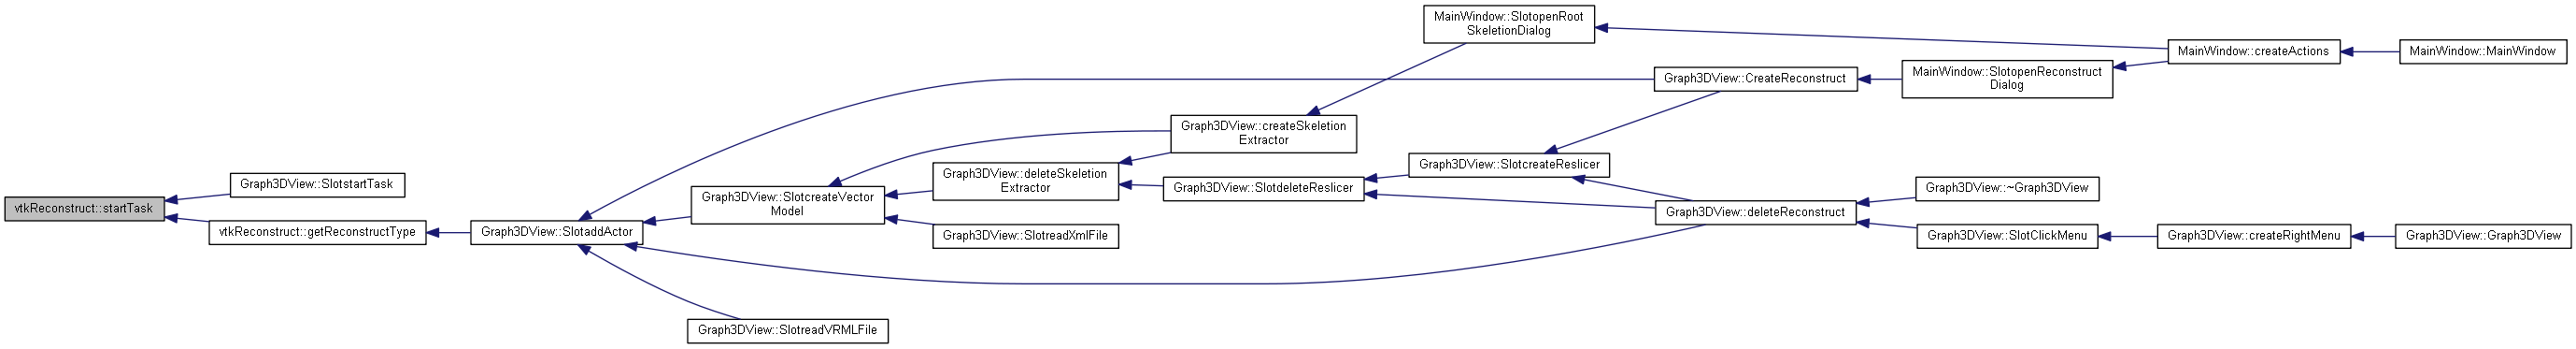 MainWindow::SlotopenRoot
SkeletionDialog
MainWindow::createActions
MainWindow::MainWindow
Graph3DView::CreateReconstruct
MainWindow::SlotopenReconstruct
Dialog
Graph3DView::createSkeletion
Extractor
Graph3DView::SlotcreateReslicer
Graph3DView::SlotstartTask
Graph3DView::deleteSkeletion
Extractor
Graph3DView::SlotdeleteReslicer
Graph3DView::~Graph3DView
vtkReconstruct::startTask
Graph3DView::SlotcreateVector
Model
Graph3DView::deleteReconstruct
vtkReconstruct::getReconstructType
Graph3DView::SlotaddActor
Graph3DView::SlotreadXmlFile
Graph3DView::SlotClickMenu
Graph3DView::createRightMenu
Graph3DView::Graph3DView
Graph3DView::SlotreadVRMLFile